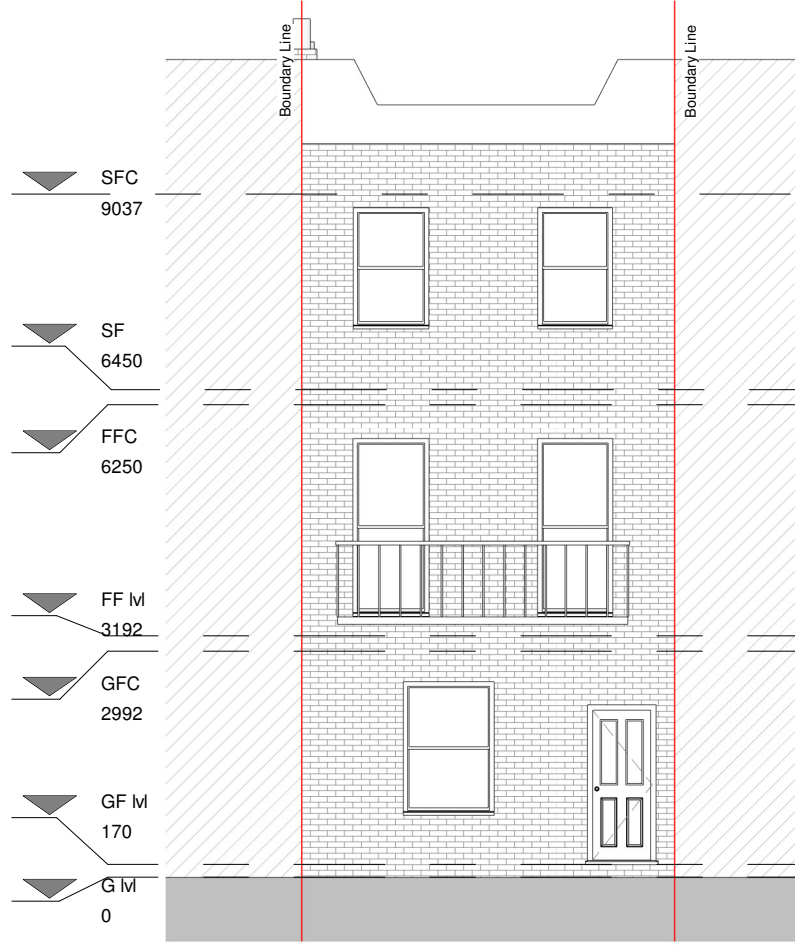 Boundary Line
Boundary Line
SFC
9037
SF
6450
FFC
6250
FF lvl
3192
GFC
2992
GF lvl
170
G lvl
0